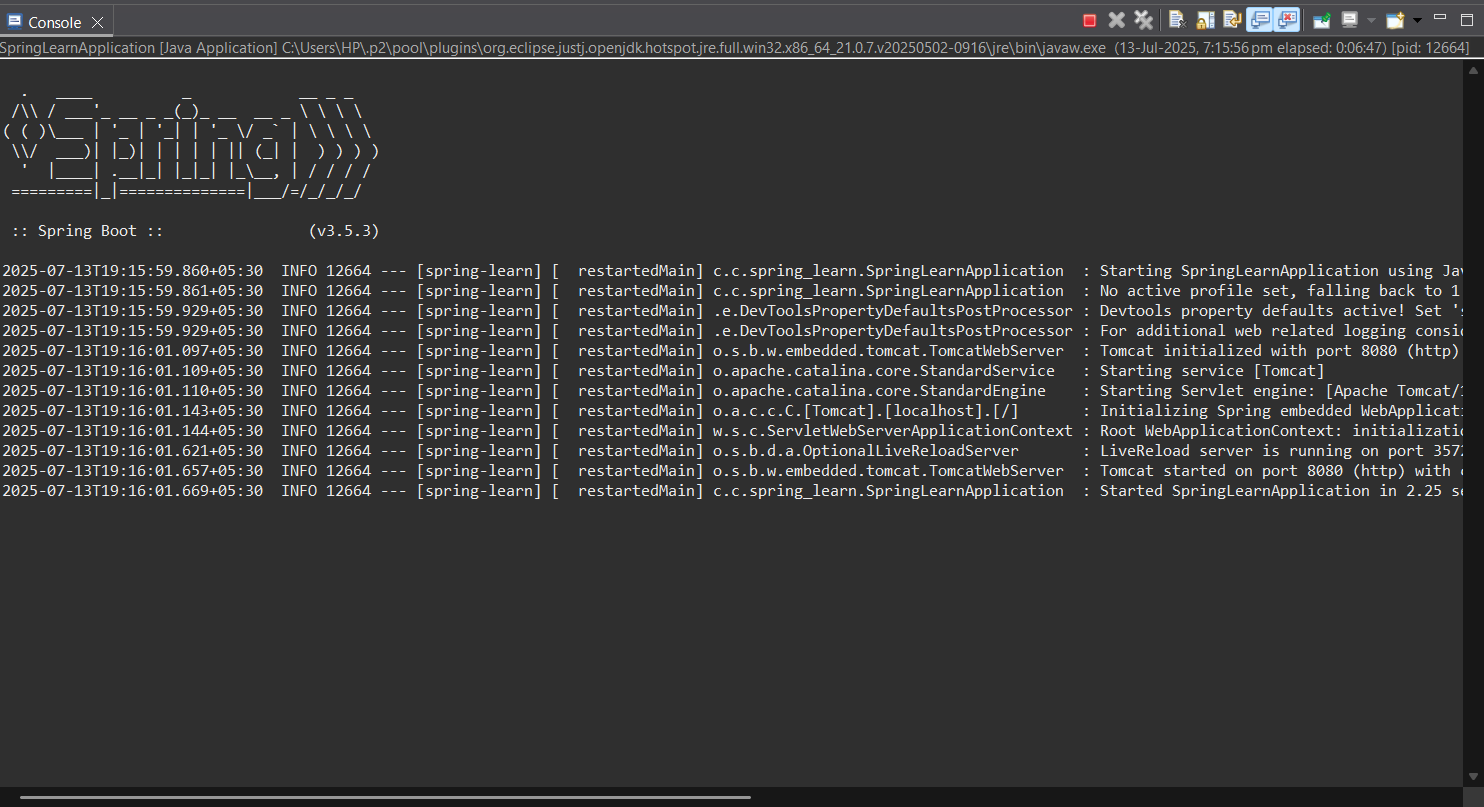 Console
SpringLearnApplication [Java Application] C:\Users\HP\.p2\pool\plugins\org.eclipse.justj.openjdk.hotspot.jre.full.win32.x86_64_21.0.7.v20250502-0916\jre\bin\javaw.exe (13-Jul-2025, 7:15:56 pm elapsed: 0:06:47) [pid: 12664]
  .   ____          _            __ _ _
 /\\ / ___'_ __ _ _(_)_ __  __ _ \ \ \ \
( ( )\___ | '_ | '_| | '_ \/ _` | \ \ \ \
 \\/  ___)| |_)| | | | | || (_| |  ) ) ) )
  '  |____| .__|_| |_|_| |_\__, | / / / /
 =========|_|==============|___/=/_/_/_/
 :: Spring Boot ::                (v3.5.3)
2025-07-13T19:15:59.860+05:30  INFO 12664 --- [spring-learn] [  restartedMain] c.c.spring_learn.SpringLearnApplication  : Starting SpringLearnApplication using
2025-07-13T19:15:59.861+05:30  INFO 12664 --- [spring-learn] [  restartedMain] c.c.spring_learn.SpringLearnApplication  : No active profile set, falling back to 1
2025-07-13T19:15:59.929+05:30  INFO 12664 --- [spring-learn] [  restartedMain] .e.DevToolsPropertyDefaultsPostProcessor : Devtools property defaults active! Set
2025-07-13T19:15:59.929+05:30  INFO 12664 --- [spring-learn] [  restartedMain] .e.DevToolsPropertyDefaultsPostProcessor : For additional web related logging consi
2025-07-13T19:16:01.097+05:30  INFO 12664 --- [spring-learn] [  restartedMain] o.s.b.w.embedded.tomcat.TomcatWebServer  : Tomcat initialized with port 8080 (http)
2025-07-13T19:16:01.109+05:30  INFO 12664 --- [spring-learn] [  restartedMain] o.apache.catalina.core.StandardService   : Starting service [Tomcat]
2025-07-13T19:16:01.110+05:30  INFO 12664 --- [spring-learn] [  restartedMain] o.apache.catalina.core.StandardEngine    : Starting Servlet engine: [Apache Tomcat/
2025-07-13T19:16:01.143+05:30  INFO 12664 --- [spring-learn] [  restartedMain] o.a.c.c.C.[Tomcat].[localhost].[/]       : Initializing Spring embedded WebApplicati
2025-07-13T19:16:01.144+05:30  INFO 12664 --- [spring-learn] [  restartedMain] w.s.c.ServletWebServerApplicationContext : Root WebApplicationContext: initializati
2025-07-13T19:16:01.621+05:30  INFO 12664 --- [spring-learn] [  restartedMain] o.s.b.d.a.OptionalLiveReloadServer       : LiveReload server is running on port 3572
2025-07-13T19:16:01.657+05:30  INFO 12664 --- [spring-learn] [  restartedMain] o.s.b.w.embedded.tomcat.TomcatWebServer  : Tomcat started on port 8080 (http) with
2025-07-13T19:16:01.669+05:30  INFO 12664 --- [spring-learn] [  restartedMain] c.c.spring_learn.SpringLearnApplication  : Started SpringLearnApplication in 2.25